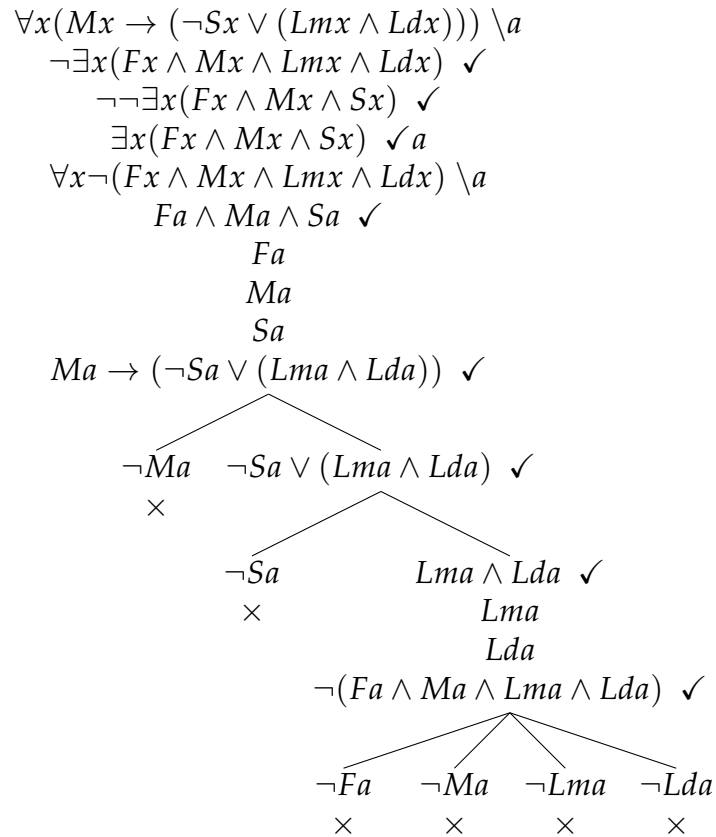 ∀x(Mx → (¬Sx ∨ (Lmx ∧ Ldx))) \a
¬∃x(Fx ∧ Mx ∧ Lmx ∧ Ldx) ✓
¬¬∃x(Fx ∧ Mx ∧ Sx) ✓
∃x(Fx ∧ Mx ∧ Sx) ✓a
∀x¬(Fx ∧ Mx ∧ Lmx ∧ Ldx) \a
Fa ∧ Ma ∧ Sa ✓
Fa
Ma
Sa
Ma → (¬Sa ∨ (Lma ∧ Lda)) ✓
¬Ma ¬Sa ∨ (Lma ∧ Lda) ✓
×
¬Sa Lma ∧ Lda ✓
× Lma
Lda
¬(Fa ∧ Ma ∧ Lma ∧ Lda) ✓
¬Fa ¬Ma ¬Lma ¬Lda
× × × ×